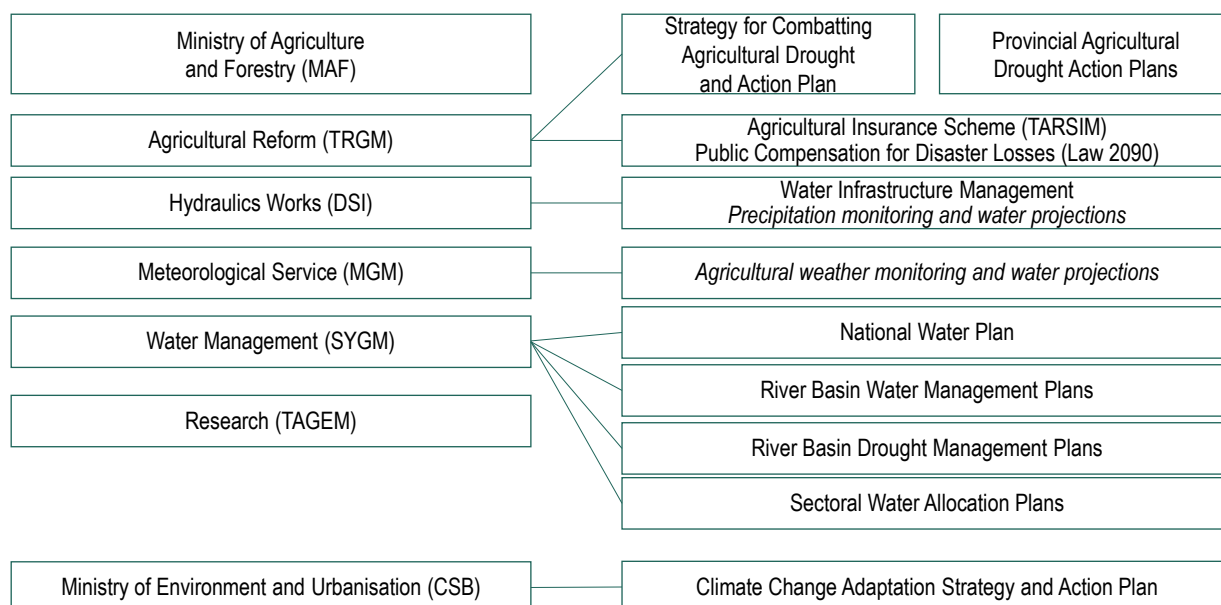 Ministry of Agriculture
and Forestry (MAF)
Strategy for Combatting
Agricultural Drought
and Action Plan
Provincial Agricultural
Drought Action Plans
Agricultural Reform (TRGM)
Agricultural Insurance Scheme (TARSIM)
Public Compensation for Disaster Losses (Law 2090)
Hydraulics Works (DSI)
Water Infrastructure Management
Precipitation monitoring and water projections
Meteorological Service (MGM)
Agricultural weather monitoring and water projections
Water Management (SYGM)
National Water Plan
River Basin Water Management Plans
Research (TAGEM)
River Basin Drought Management Plans
Sectoral Water Allocation Plans
Ministry of Environment and Urbanisation (CSB)
Climate Change Adaptation Strategy and Action Plan